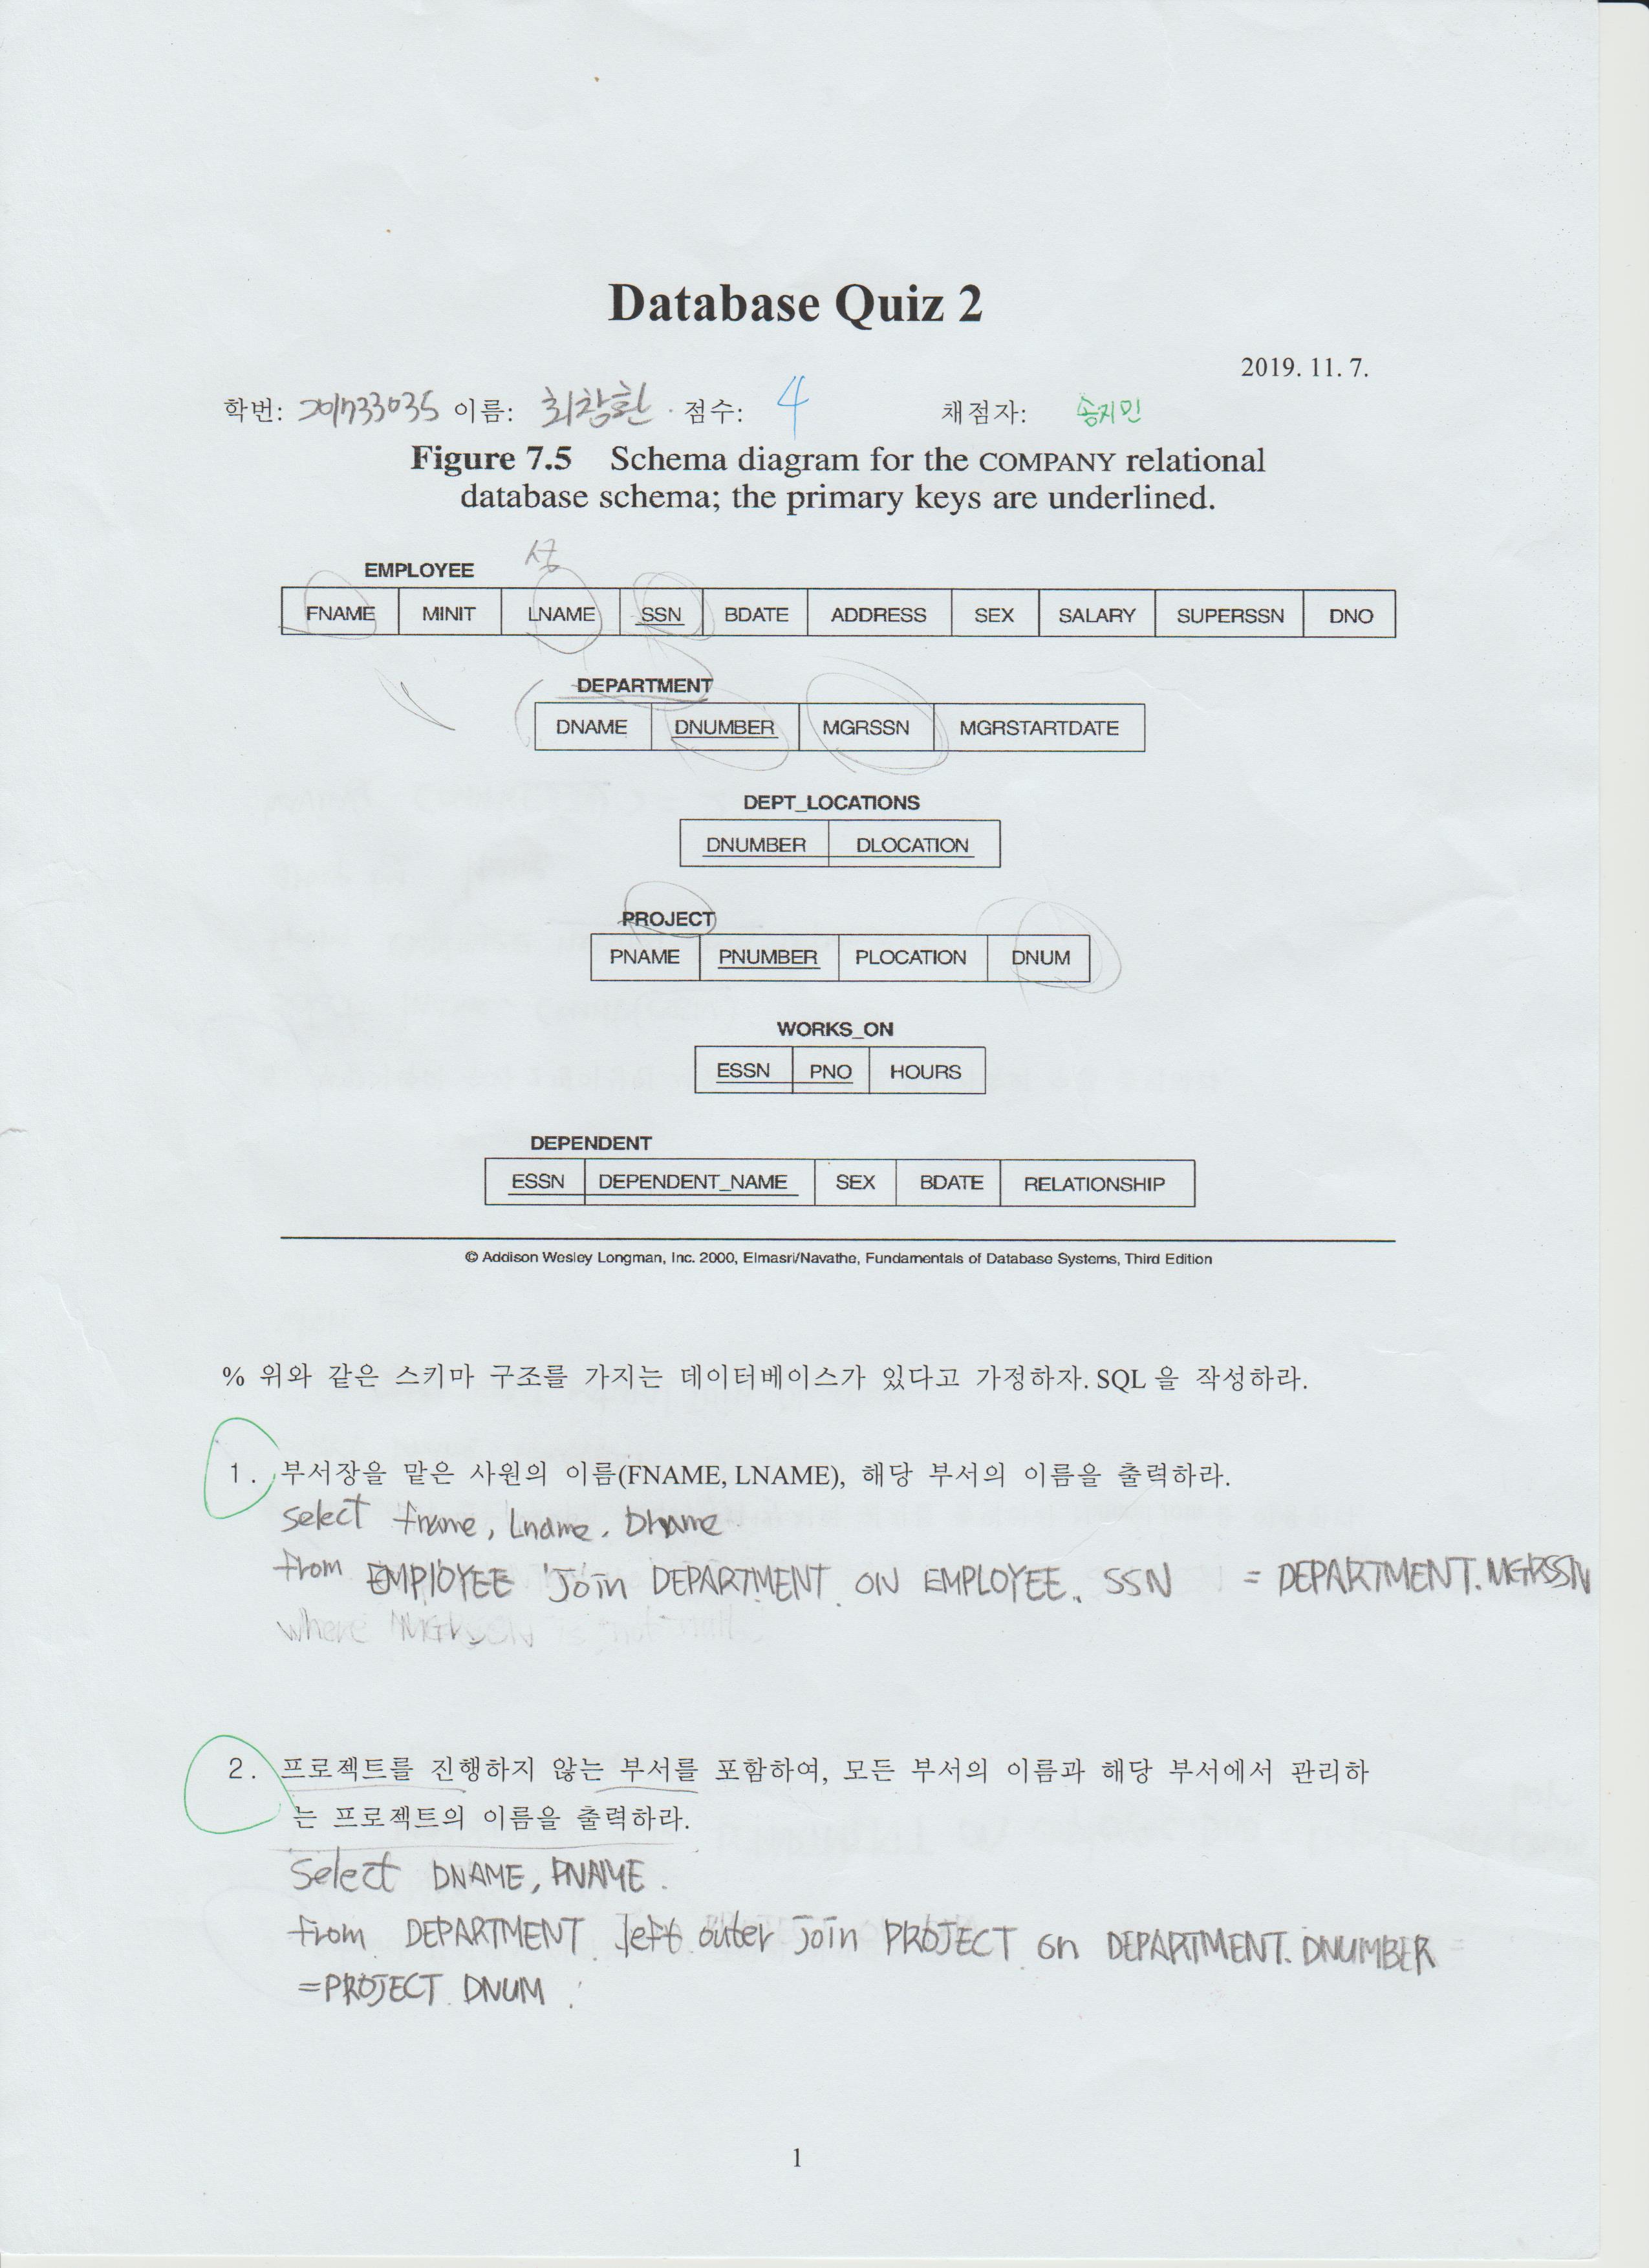 Database Quiz 2
2019. 11. 7.
학번: 201733035 이름: 최창환 점수: 4 채점자: 송지민
Figure 7.5 Schema diagram for the COMPANY relational
database schema; the primary keys are underlined.
성
EMPLOYEE
FNAME MINIT LNAME SSN BDATE ADDRESS SEX SALARY SUPERSSN DNO
DEPARTMENT
DNAME DNUMBER MGRSSN MGRSTARTDATE
DEPT_LOCATIONS
DNUMBER DLOCATION
PROJECT
PNAME PNUMBER PLOCATION DNUM
WORKS_ON
ESSN PNO HOURS
DEPENDENT
ESSN DEPENDENT_NAME SEX BDATE RELATIONSHIP
© Addison Wesley Longman, Inc. 2000, Elmasri/Navathe, Fundamentals of Database Systems, Third Edition
% 위와 같은 스키마 구조를 가지는 데이터베이스가 있다고 가정하자. SQL 을 작성하라.
1. 부서장을 맡은 사원의 이름(FNAME, LNAME), 해당 부서의 이름을 출력하라.
select fname, Lname, Dname
from EMPlOYEE Join DEPARTMENT ON EMPLOYEE. SSN = DEPARTMENT.MGRSSN
where MGRSSN is not null
2. 프로젝트를 진행하지 않는 부서를 포함하여, 모든 부서의 이름과 해당 부서에서 관리하
는 프로젝트의 이름을 출력하라.
Select DNAME, PNAME.
from DEPARTMENT left outer join PROJECT on DEPARTMENT. DNUMBER
=PROJECT. DNUM ;
1